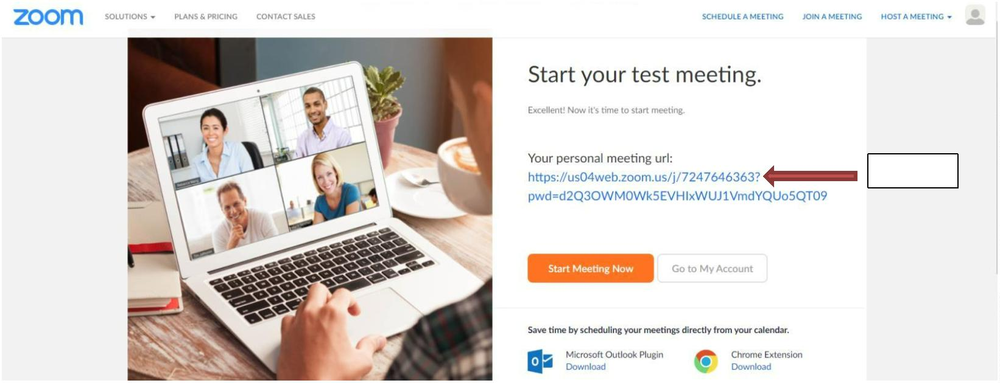 zoom
SOLUTIONS
PLANS & PRICING
CONTACT SALES
SCHEDULE A MEETING
JOIN A MEETING
HOST A MEETING
Start your test meeting.
Excellent! Now it's time to start meeting.
Your personal meeting url:
https://us04web.zoom.us/j/7247646363?
pwd=d2Q3OWM0Wk5EVHIxWUJ1VmdYQUo5QT09
Start Meeting Now
Go to My Account
Save time by scheduling your meetings directly from your calendar.
Microsoft Outlook Plugin
Download
Chrome Extension
Download